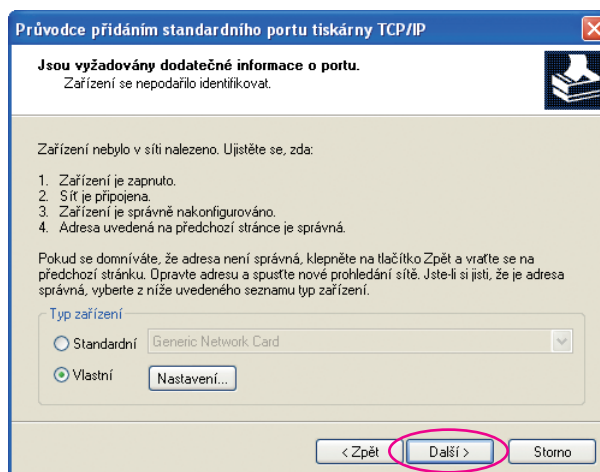 Průvodce přidáním standardního portu tiskárny TCP/IP
Jsou vyžadovány dodatečné informace o portu.
Zařízení se nepodařilo identifikovat.
Zařízení nebylo v síti nalezeno. Ujistěte se, zda:
1. Zařízení je zapnuto.
2. Síť je připojena.
3. Zařízení je správně nakonfigurováno.
4. Adresa uvedená na předchozí stránce je správná.
Pokud se domníváte, že adresa není správná, klepněte na tlačítko Zpět a vraťte se na
předchozí stránku. Opravte adresu a spusťte nové prohledání sítě. Jste-li si jisti, že je adresa
správná, vyberte z níže uvedeného seznamu typ zařízení.
Typ zařízení
Standardní Generic Network Card
Vlastní Nastavení...
< Zpět Další > Storno